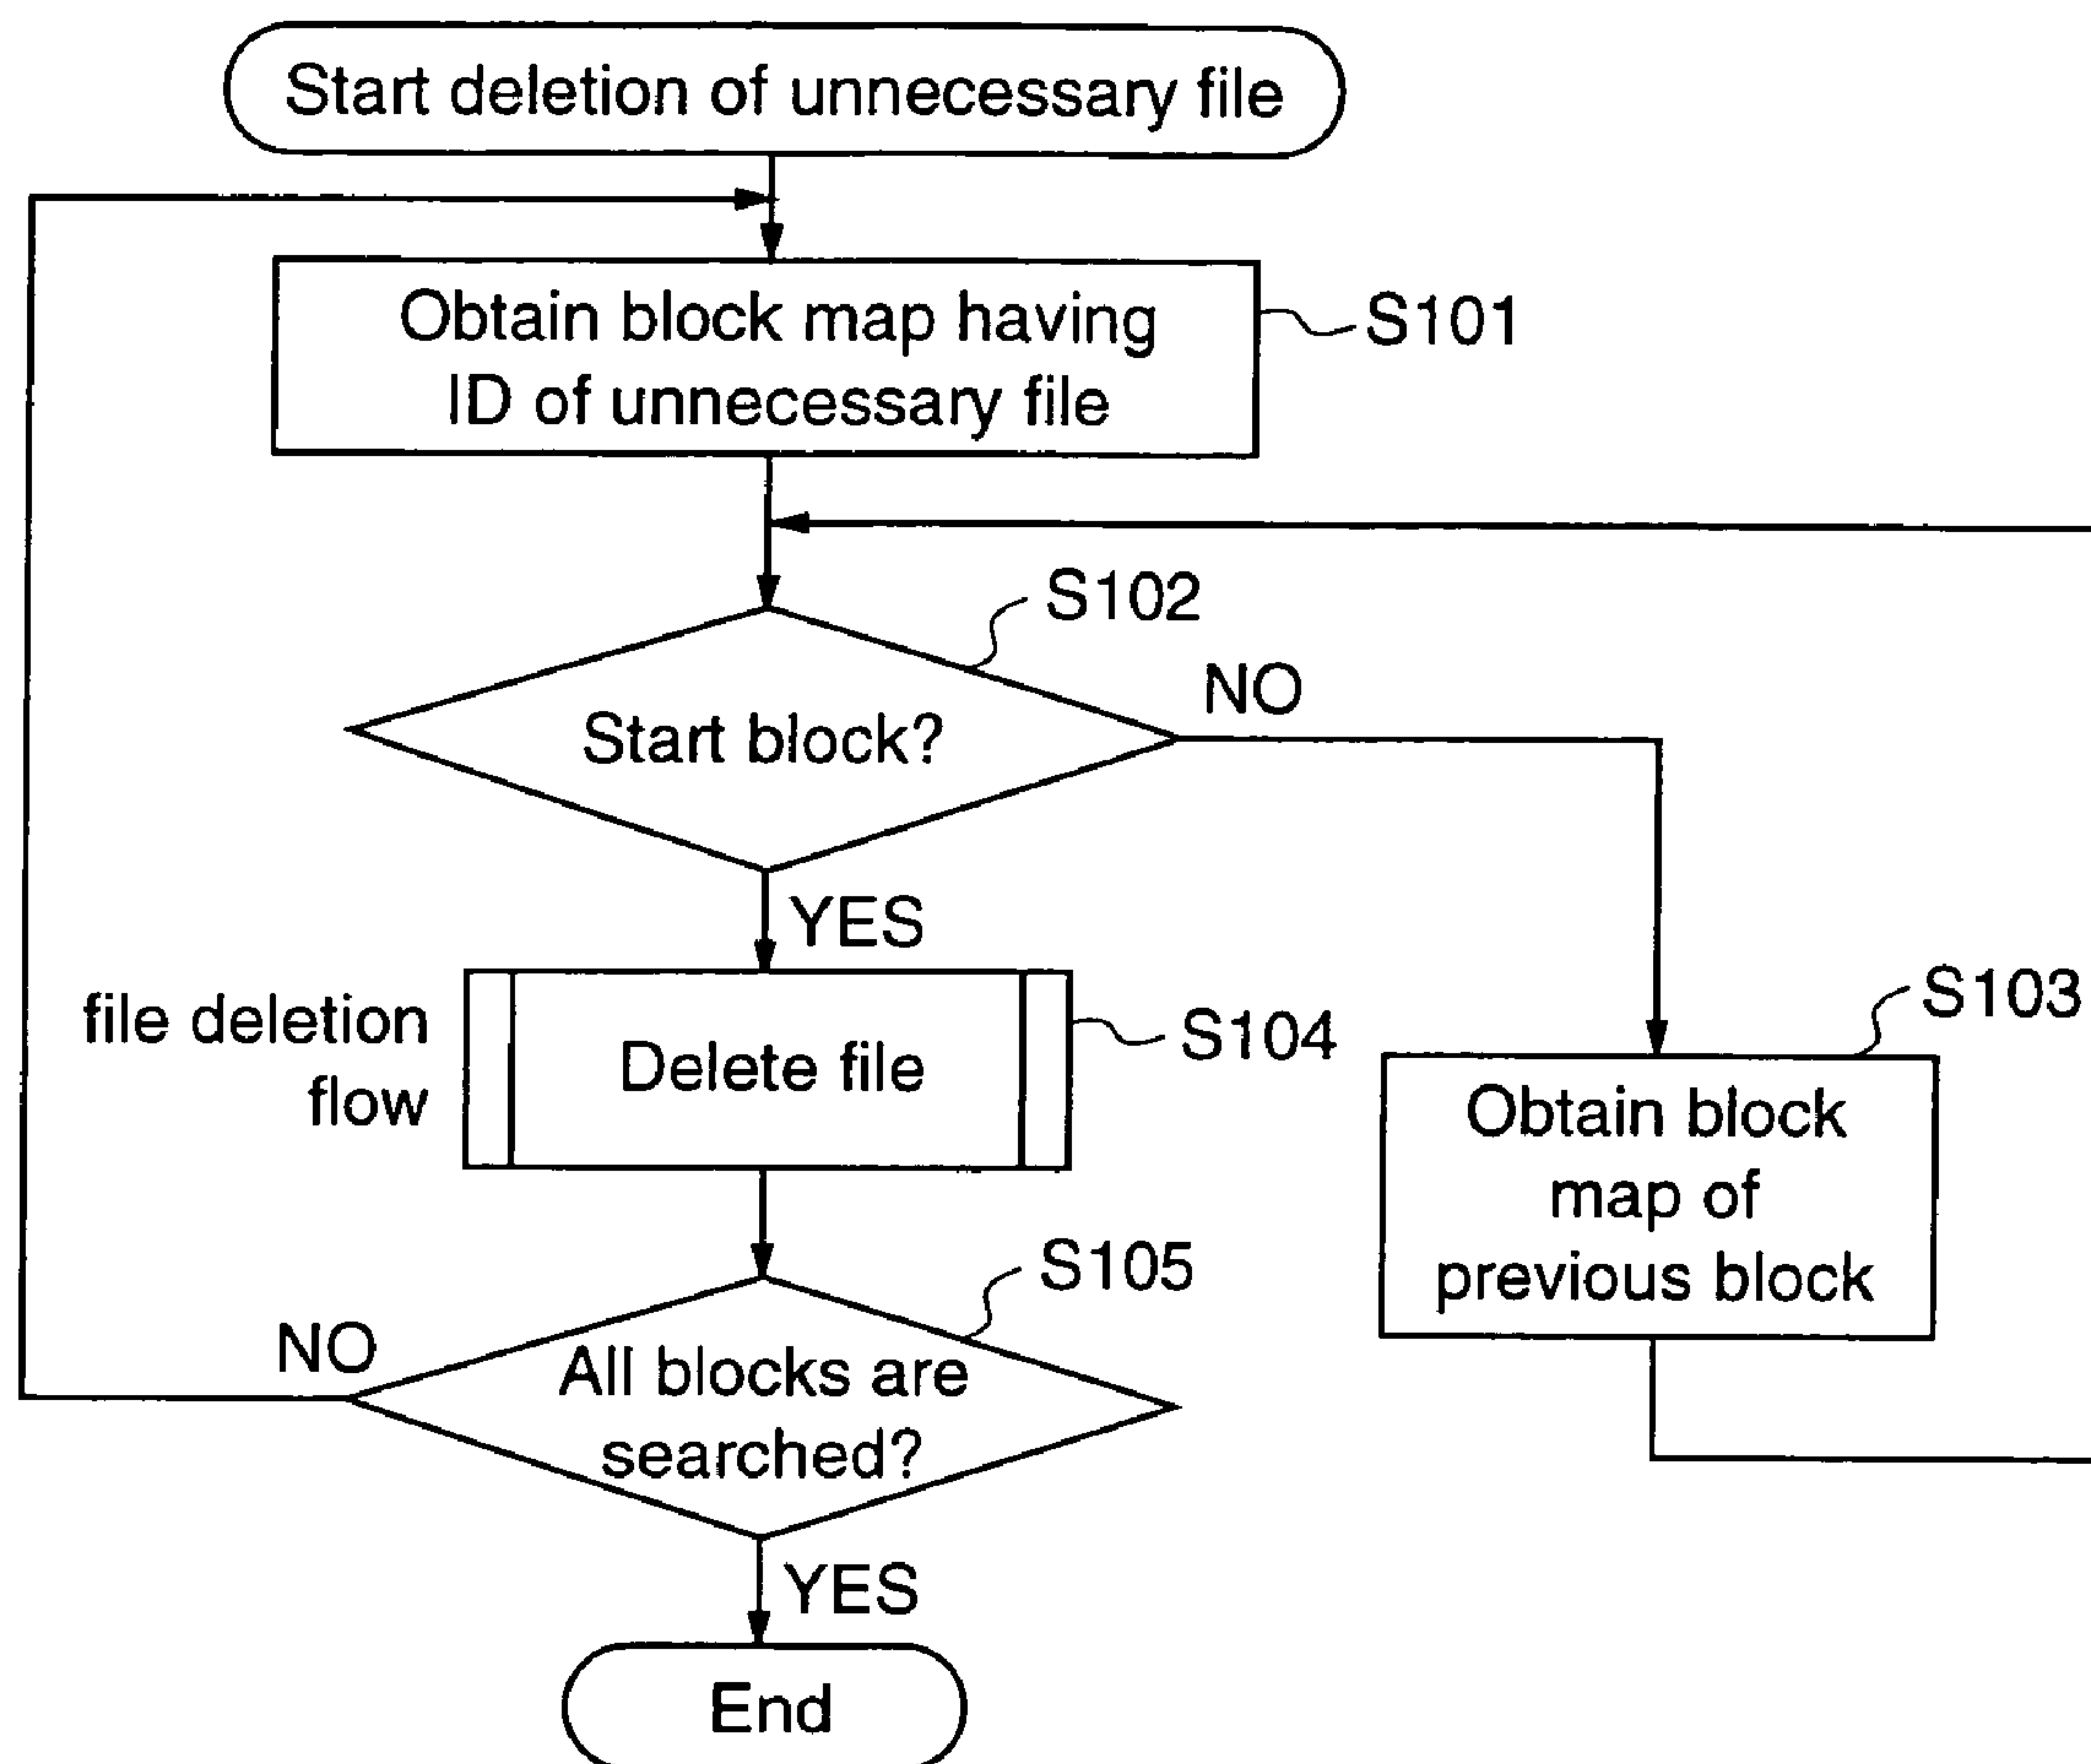 Start deletion of unnecessary file
Obtain block map having
ID of unnecessary file
S101
S102
Start block?
NO
YES
file deletion
flow
Delete file
S104
S103
Obtain block
map of
previous block
S105
All blocks are
searched?
NO
YES
End